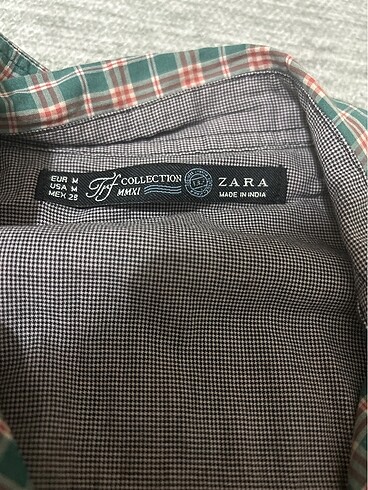 EUR M
USA M
MEX 28
Trf COLLECTION
MMXI
ZARA
MADE IN INDIA